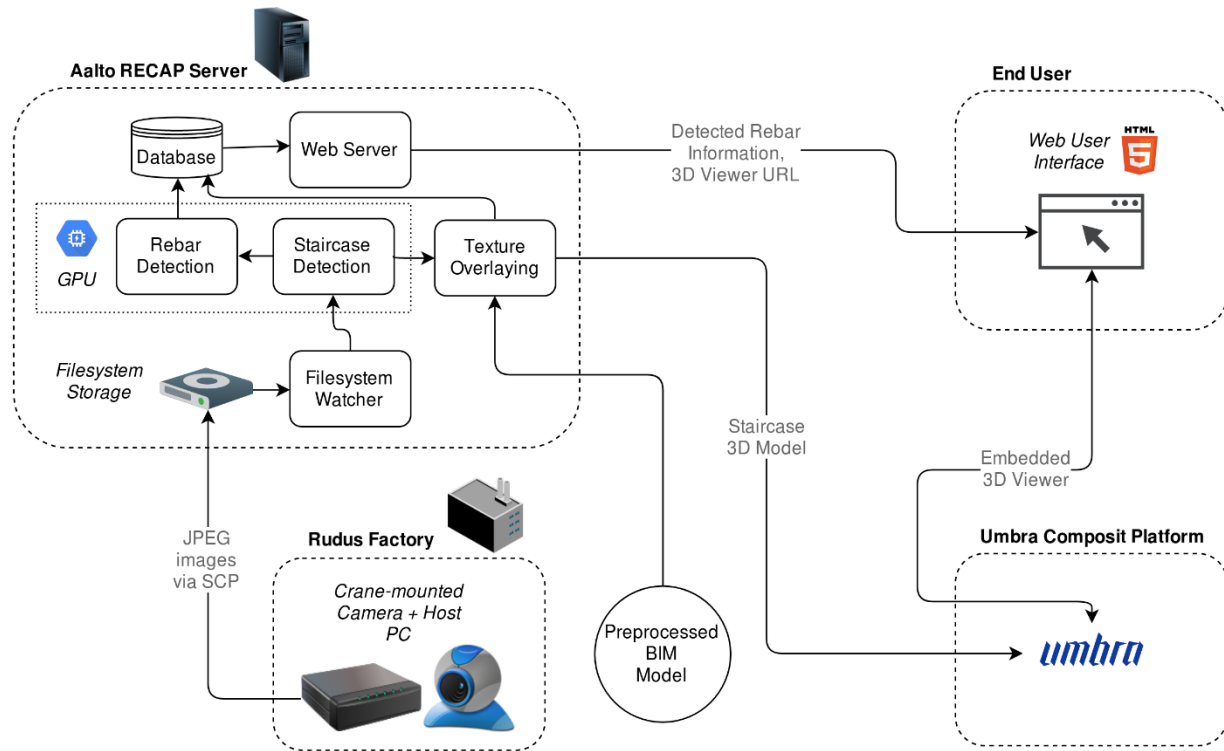 Aalto RECAP Server
Database
Web Server
GPU
Rebar
Detection
Staircase
Detection
Texture
Overlaying
Filesystem
Storage
Filesystem
Watcher
Detected Rebar
Information,
3D Viewer URL
End User
Web User
Interface
HTML
5
Staircase
3D Model
Embedded
3D Viewer
JPEG
images
via SCP
Rudus Factory
Crane-mounted
Camera + Host
PC
Preprocessed
BIM
Model
Umbra Composit Platform
umbra